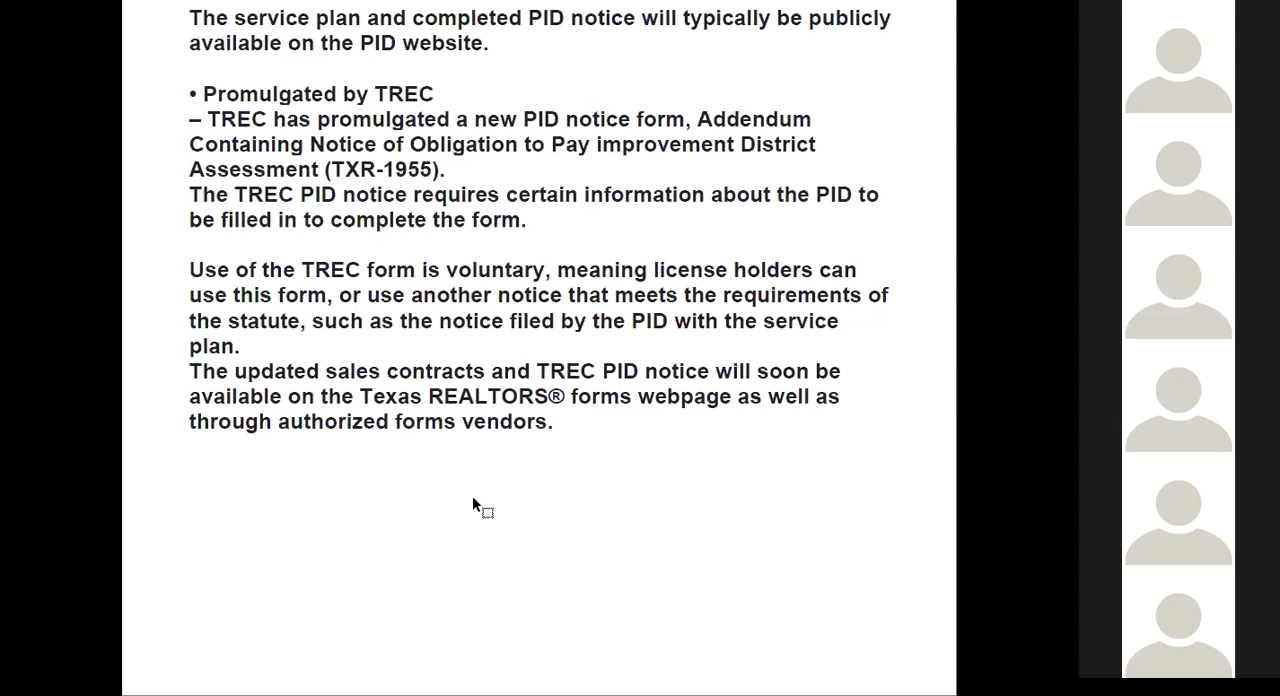 The service plan and completed PID notice will typically be publicly
available on the PID website.
• Promulgated by TREC
– TREC has promulgated a new PID notice form, Addendum
Containing Notice of Obligation to Pay improvement District
Assessment (TXR-1955).
The TREC PID notice requires certain information about the PID to
be filled in to complete the form.
Use of the TREC form is voluntary, meaning license holders can
use this form, or use another notice that meets the requirements of
the statute, such as the notice filed by the PID with the service
plan.
The updated sales contracts and TREC PID notice will soon be
available on the Texas REALTORS® forms webpage as well as
through authorized forms vendors.